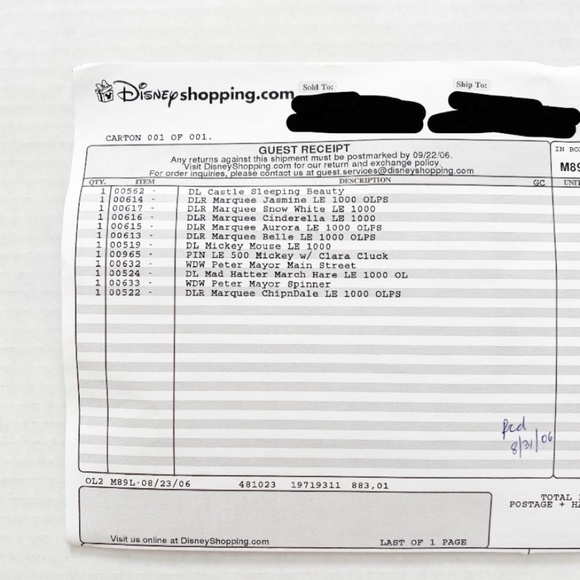 Disneyshopping.com
Sold To:
Ship To:
CARTON 001 OF 001.
GUEST RECEIPT
Any returns against this shipment must be postmarked by 09/22/06.
Visit DisneyShopping.com for our return and exchange policy.
For order inquiries, please contact us at guest.services@disneyonline.com
IN BO
M89
QTY. ITEM DESCRIPTION GC UNI
1 00562 - DL Castle Sleeping Beauty
1 00614 - DLR Marquee Jasmine LE 1000 OLPS
1 00617 - DLR Marquee Snow White LE 1000
1 00616 - DLR Marquee Cinderella LE 1000
1 00615 - DLR Marquee Aurora LE 1000 OLPS
1 00613 - DLR Marquee Belle LE 1000 OLPS
1 00519 - DL Mickey Mouse LE 1000
1 00965 - PIN LE 500 Mickey w/ Clara Cluck
1 00632 - WDW Peter Mayor Main Street
1 00524 - DL Mad Hatter March Hare LE 1000 OL
1 00633 - WDW Peter Mayor Spinner
1 00522 - DLR Marquee ChipnDale LE 1000 OLPS
Rcd
8/31/06
OL2 M89L-08/23/06 481023 19719311 883,01
TOTAL
POSTAGE + HA
Visit us online at DisneyShopping.com
LAST OF 1 PAGE